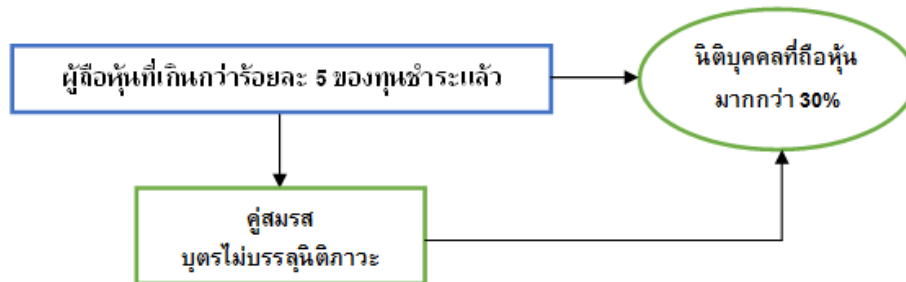 ผู้ถือหุ้นที่เกินกว่าร้อยละ 5 ของทุนชำระแล้ว
นิติบุคคลที่ถือหุ้น
มากกว่า 30%
คู่สมรส
บุตรไม่บรรลุนิติภาวะ